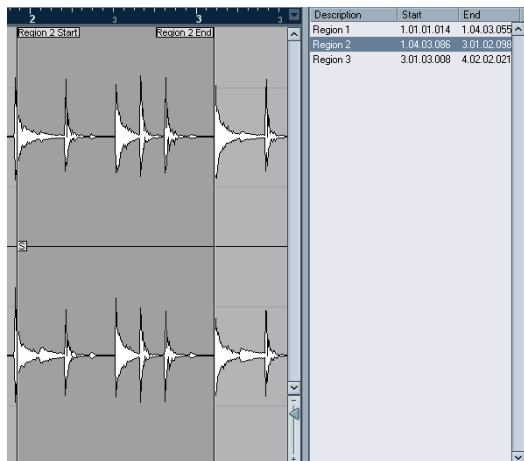 2 3 3 3
Region 2 Start Region 2 End
S
Description Start End
Region 1 1.01.01.014 1.04.03.055
Region 2 1.04.03.086 3.01.02.098
Region 3 3.01.03.008 4.02.02.021